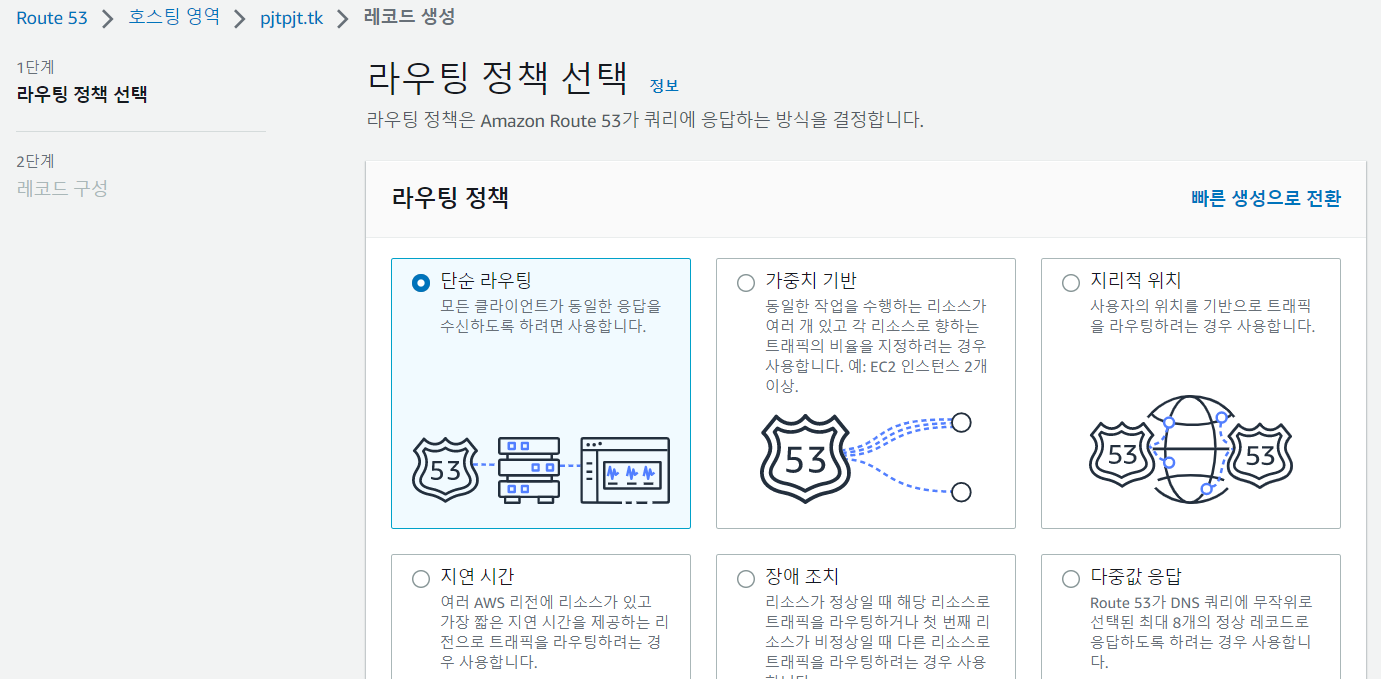 Route 53 > 호스팅 영역 > pjtpjt.tk > 레코드 생성
1단계
라우팅 정책 선택
2단계
레코드 구성
라우팅 정책 선택 정보
라우팅 정책은 Amazon Route 53가 쿼리에 응답하는 방식을 결정합니다.
라우팅 정책
빠른 생성으로 전환
단순 라우팅
모든 클라이언트가 동일한 응답을
수신하도록 하려면 사용합니다.
53
가중치 기반
동일한 작업을 수행하는 리소스가
여러 개 있고 각 리소스로 향하는
트래픽의 비율을 지정하려는 경우
사용합니다. 예: EC2 인스턴스 2개
이상.
53
지리적 위치
사용자의 위치를 기반으로 트래픽
을 라우팅하려는 경우 사용합니다.
53
53
지연 시간
여러 AWS 리전에 리소스가 있고
가장 짧은 지연 시간을 제공하는 리
전으로 트래픽을 라우팅하려는 경
우 사용합니다.
장애 조치
리소스가 정상일 때 해당 리소스로
트래픽을 라우팅하거나 첫 번째 리
소스가 비정상일 때 다른 리소스로
트래픽을 라우팅하려는 경우 사용
다중값 응답
Route 53가 DNS 쿼리에 무작위로
선택된 최대 8개의 정상 레코드로
응답하도록 하려는 경우 사용합니
다.